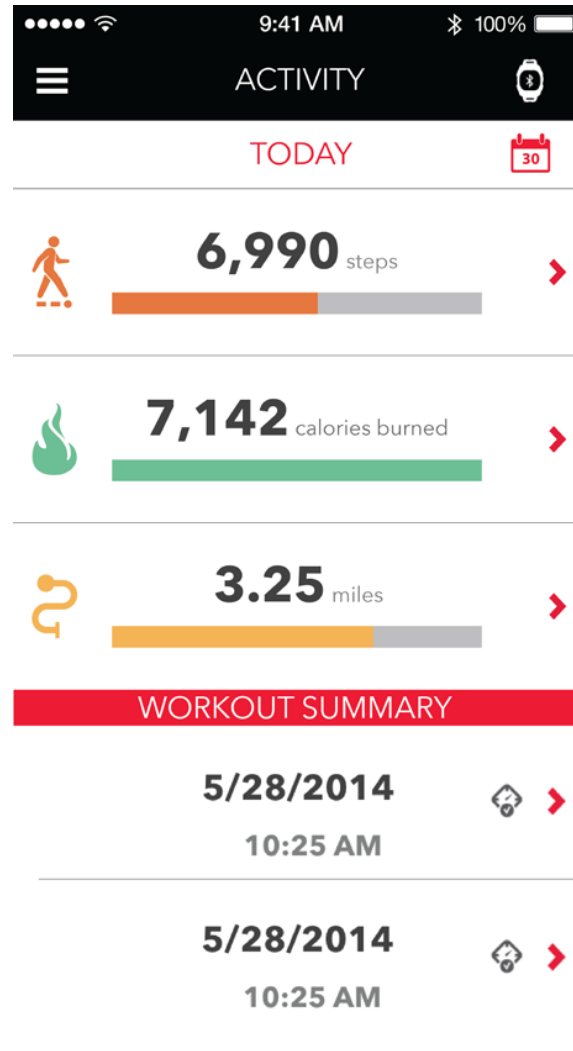 9:41 AM 100%
ACTIVITY
TODAY
30
6,990 steps
7,142 calories burned
3.25 miles
WORKOUT SUMMARY
5/28/2014
10:25 AM
5/28/2014
10:25 AM